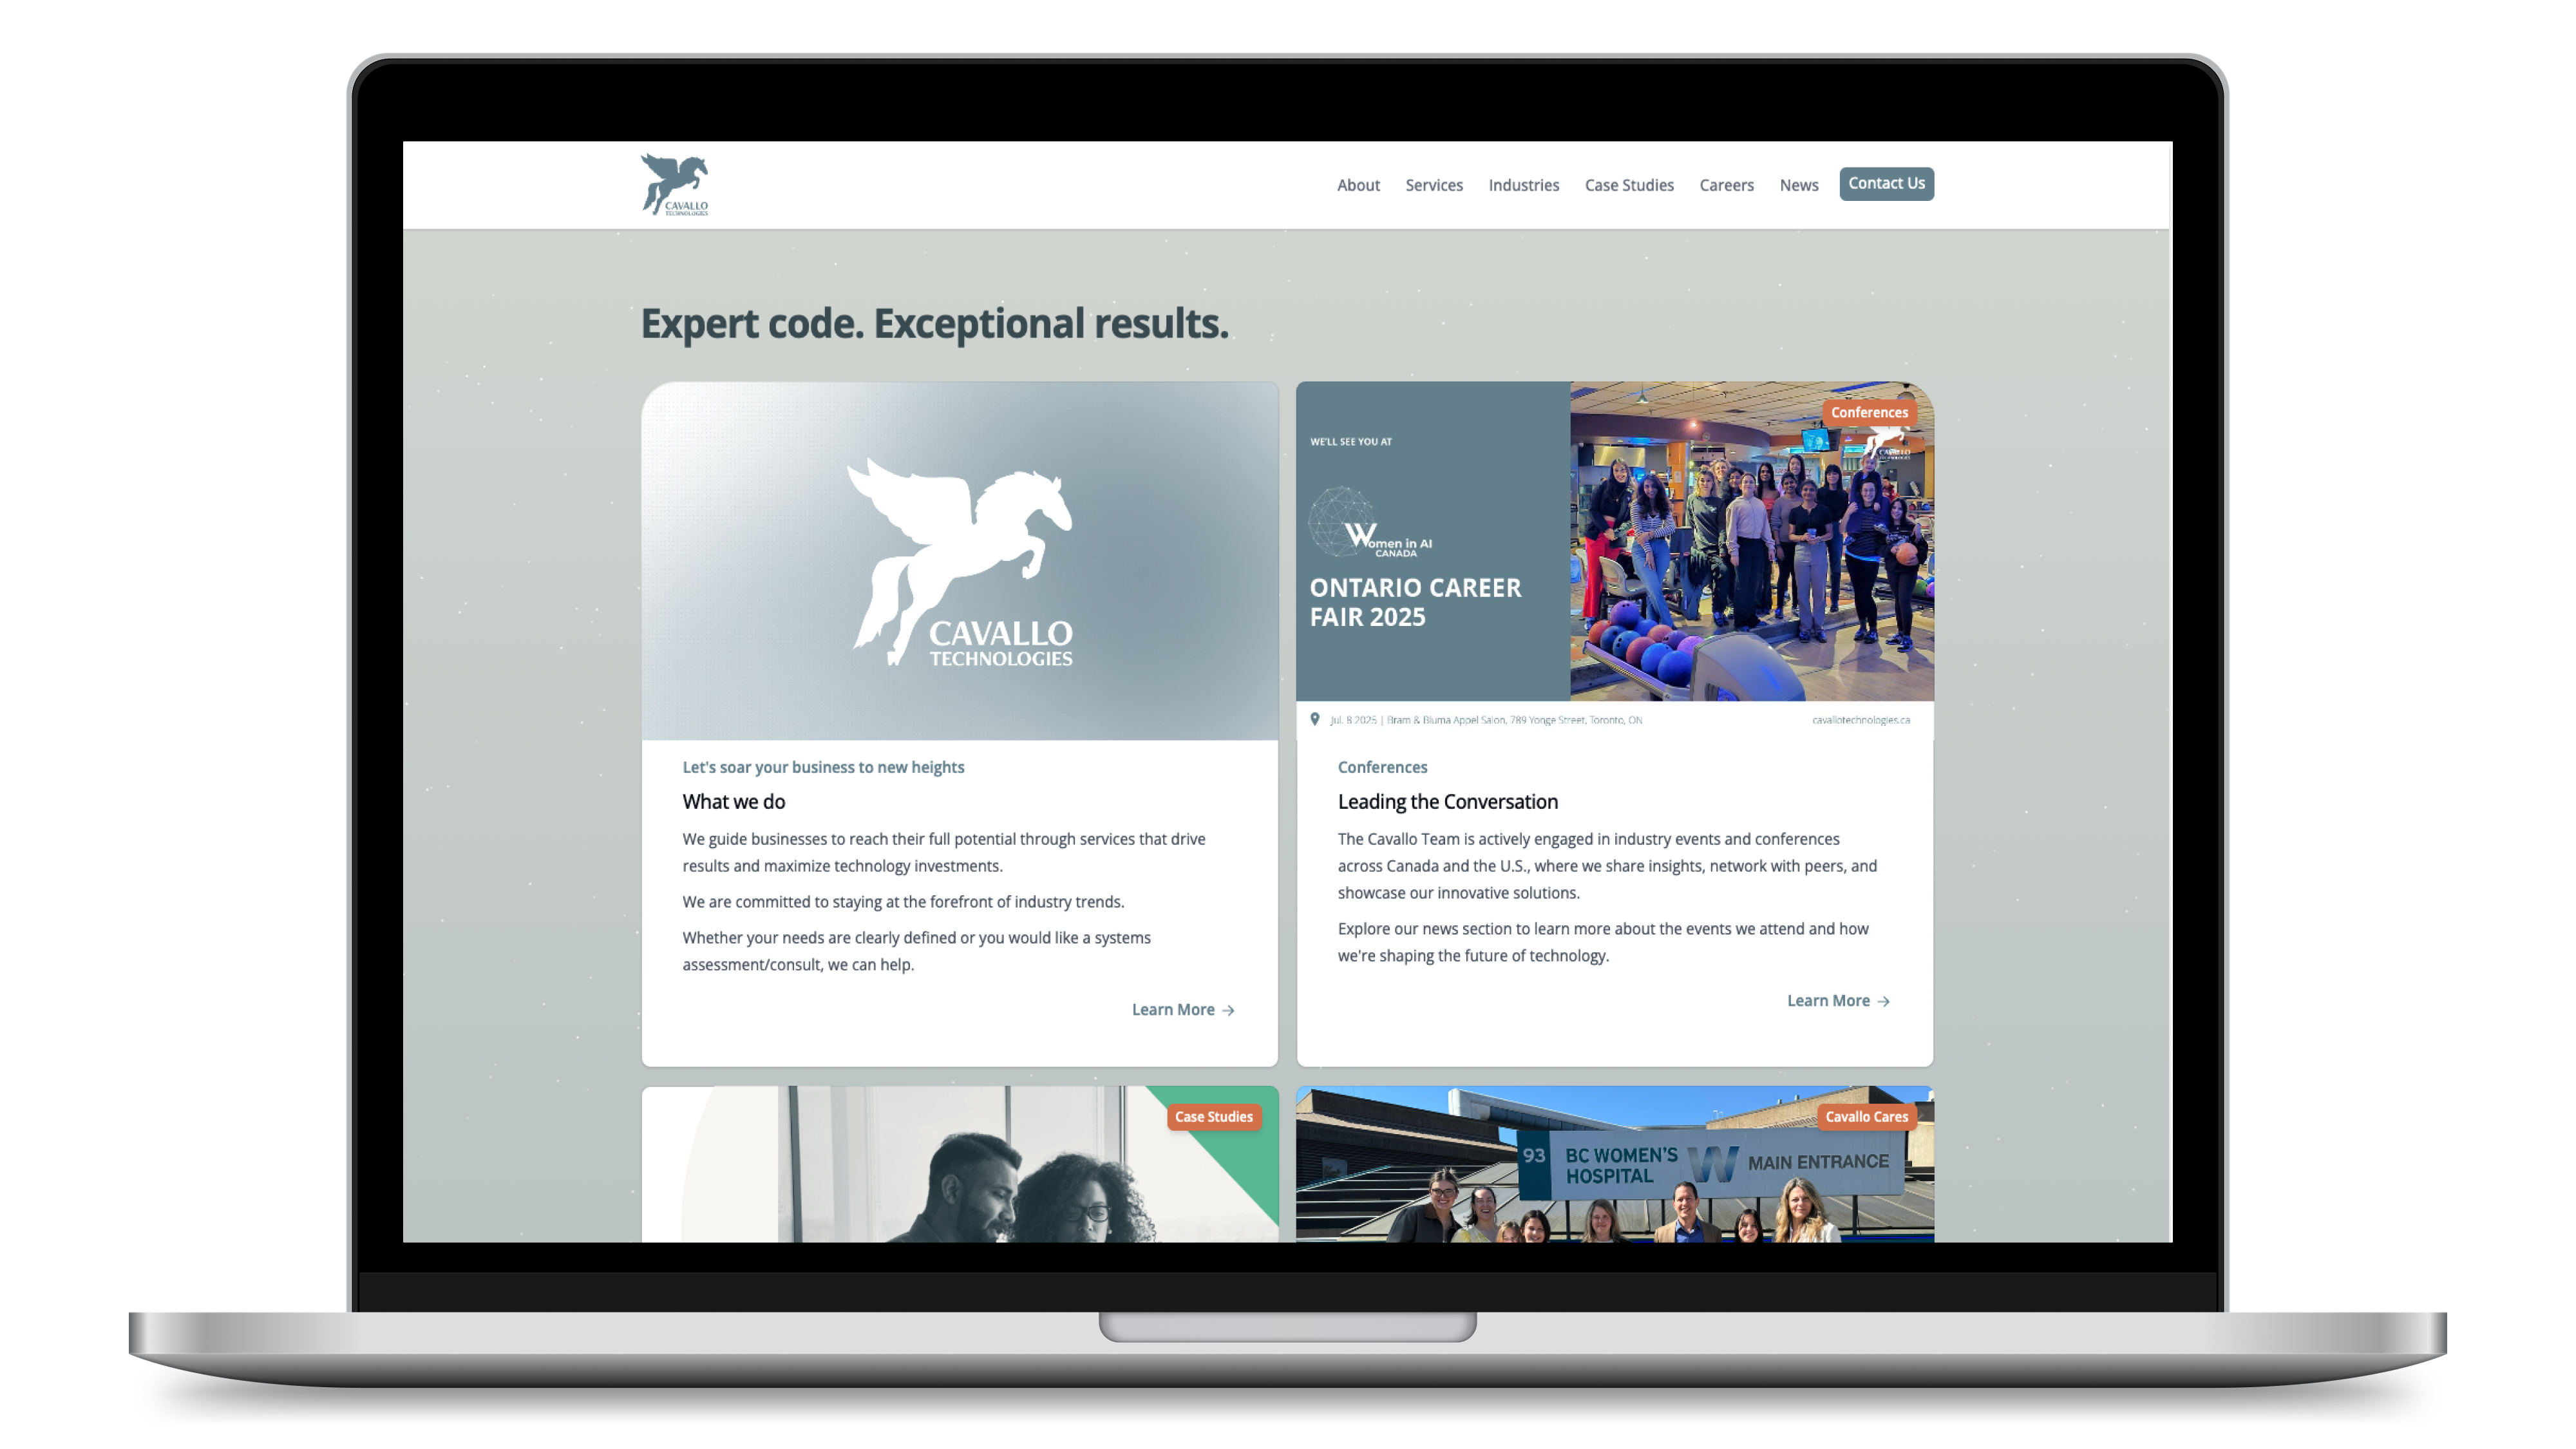 CAVALLO
TECHNOLOGIES
About Services Industries Case Studies Careers News Contact Us
Expert code. Exceptional results.
CAVALLO
TECHNOLOGIES
Let's soar your business to new heights
What we do
We guide businesses to reach their full potential through services that drive
results and maximize technology investments.
We are committed to staying at the forefront of industry trends.
Whether your needs are clearly defined or you would like a systems
assessment/consult, we can help.
Learn More →
Conferences
WE'LL SEE YOU AT
CAVALLO
TECHNOLOGIES
Women in AI
CANADA
ONTARIO CAREER
FAIR 2025
Jul. 8 2025 | Bram & Bluma Appel Salon, 789 Yonge Street, Toronto, ON
cavallotechnologies.ca
Conferences
Leading the Conversation
The Cavallo Team is actively engaged in industry events and conferences
across Canada and the U.S., where we share insights, network with peers, and
showcase our innovative solutions.
Explore our news section to learn more about the events we attend and how
we're shaping the future of technology.
Learn More →
Case Studies
Cavallo Cares
93 BC WOMEN'S
HOSPITAL
W MAIN ENTRANCE